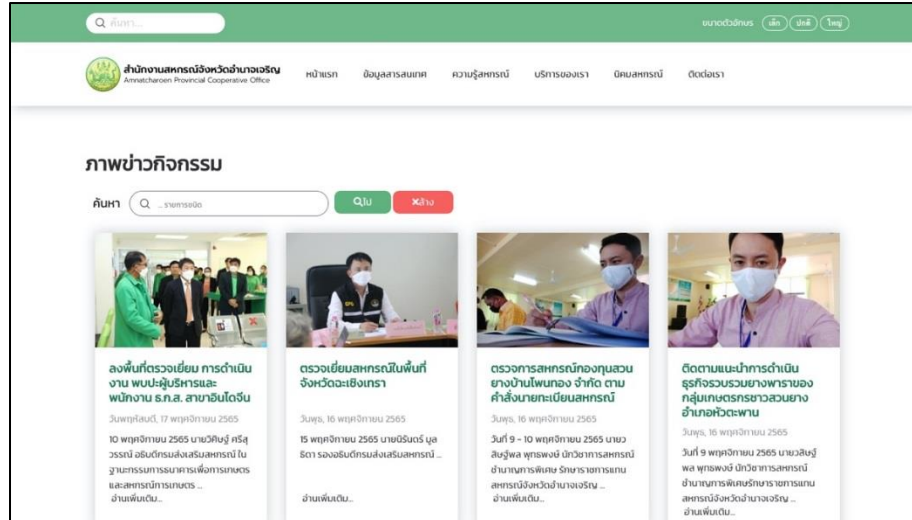 ค้นหา...
ขนาดตัวอักษร เล็ก ปกติ ใหญ่
สำนักงานสหกรณ์จังหวัดอำนาจเจริญ
Amnatcharoen Provincial Cooperative Office
หน้าแรก ข้อมูลสารสนเทศ ความรู้สหกรณ์ บริการของเรา นิคมสหกรณ์ ติดต่อเรา
ภาพข่าวกิจกรรม
ค้นหา ... รายการชนิด ไป ล้าง
ลงพื้นที่ตรวจเยี่ยม การดำเนิน
งาน พบปะผู้บริหารและ
พนักงาน ธ.ก.ส. สาขาอินโดจีน
วันพฤหัสบดี, 17 พฤศจิกายน 2565
10 พฤศจิกายน 2565 นายวิศิษฐ์ ศรีสุ
วรรณ์ อธิบดีกรมส่งเสริมสหกรณ์ ใน
ฐานะกรรมการธนาคารเพื่อการเกษตร
และสหกรณ์การเกษตร ...
อ่านเพิ่มเติม...
ตรวจเยี่ยมสหกรณ์ในพื้นที่
จังหวัดฉะเชิงเทรา
วันพุธ, 16 พฤศจิกายน 2565
15 พฤศจิกายน 2565 นายนิรันดร์ มูล
ธิดา รองอธิบดีกรมส่งเสริมสหกรณ์ ...
อ่านเพิ่มเติม...
ตรวจการสหกรณ์กองทุนสวน
ยางบ้านโพนทอง จำกัด ตาม
คำสั่งนายทะเบียนสหกรณ์
วันพุธ, 16 พฤศจิกายน 2565
วันที่ 9 - 10 พฤศจิกายน 2565 นายว
สิษฐ์พล พุทธพงษ์ นักวิชาการสหกรณ์
ชำนาญการพิเศษ รักษาราชการแทน
สหกรณ์จังหวัดอำนาจเจริญ ...
อ่านเพิ่มเติม...
ติดตามแนะนำการดำเนิน
ธุรกิจรวบรวมยางพาราของ
กลุ่มเกษตรกรชาวสวนยาง
อำเภอหัวตะพาน
วันพุธ, 16 พฤศจิกายน 2565
วันที่ 9 พฤศจิกายน 2565 นายวสิษฐ์
พล พุทธพงษ์ นักวิชาการสหกรณ์
ชำนาญการพิเศษรักษาราชการแทน
สหกรณ์จังหวัดอำนาจเจริญ ...
อ่านเพิ่มเติม...